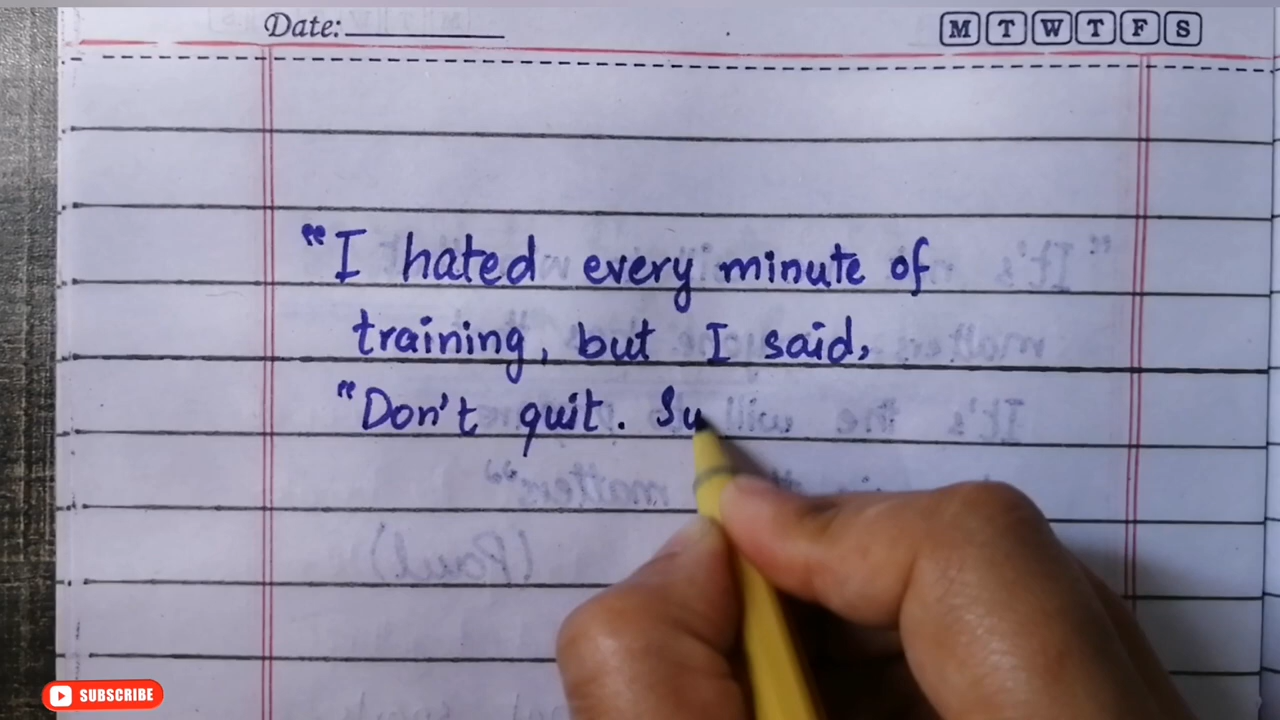 Date:
M T W T F S
"I hated every minute of
training, but I said,
"Don't quit. Su
SUBSCRIBE